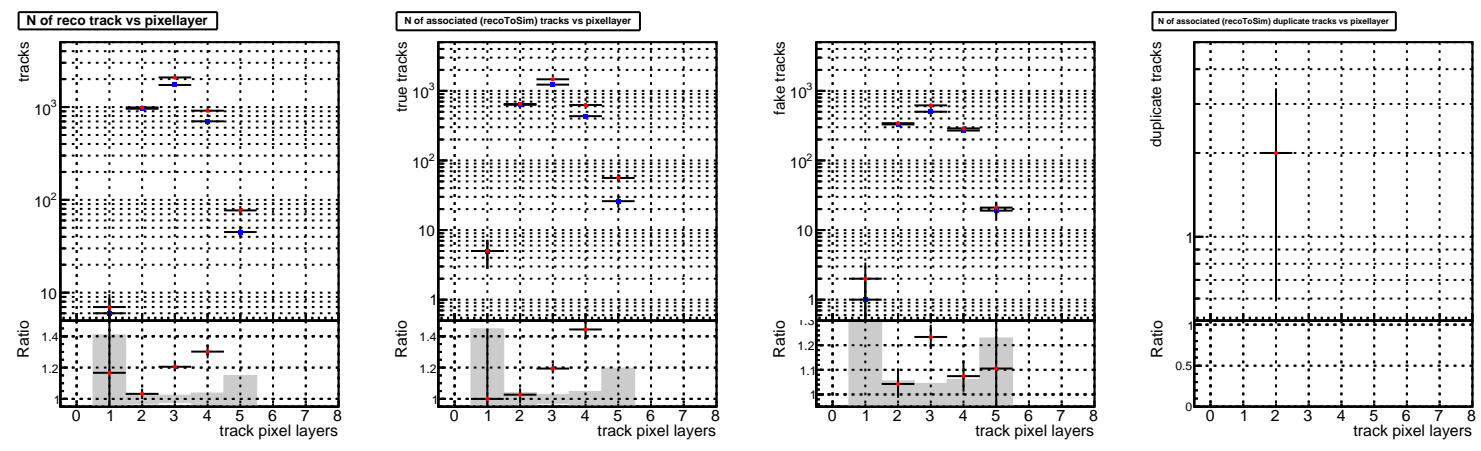 N of reco track vs pixellayer
tracks
10³
10²
10
Ratio
1.4
1.2
1
0 1 2 3 4 5 6 7 8
track pixel layers
N of associated (recoToSim) tracks vs pixellayer
true tracks
10³
10²
10
1
Ratio
1.4
1.2
1
0 1 2 3 4 5 6 7 8
track pixel layers
fake tracks
10³
10²
10
1
Ratio
1.3
1.2
1.1
1
0 1 2 3 4 5 6 7 8
track pixel layers
N of associated (recoToSim) duplicate tracks vs pixellayer
duplicate tracks
1
Ratio
1
0.5
0
0 1 2 3 4 5 6 7 8
track pixel layers